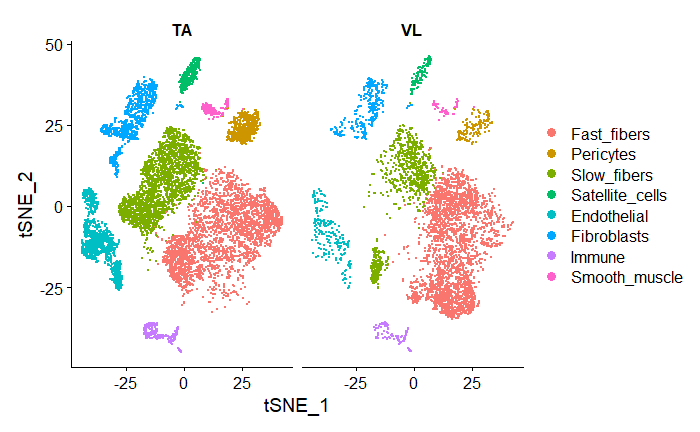 TA
VL
50
25
0
-25
tSNE_2
-25
0
25
-25
0
25
tSNE_1
Fast_fibers
Pericytes
Slow_fibers
Satellite_cells
Endothelial
Fibroblasts
Immune
Smooth_muscle